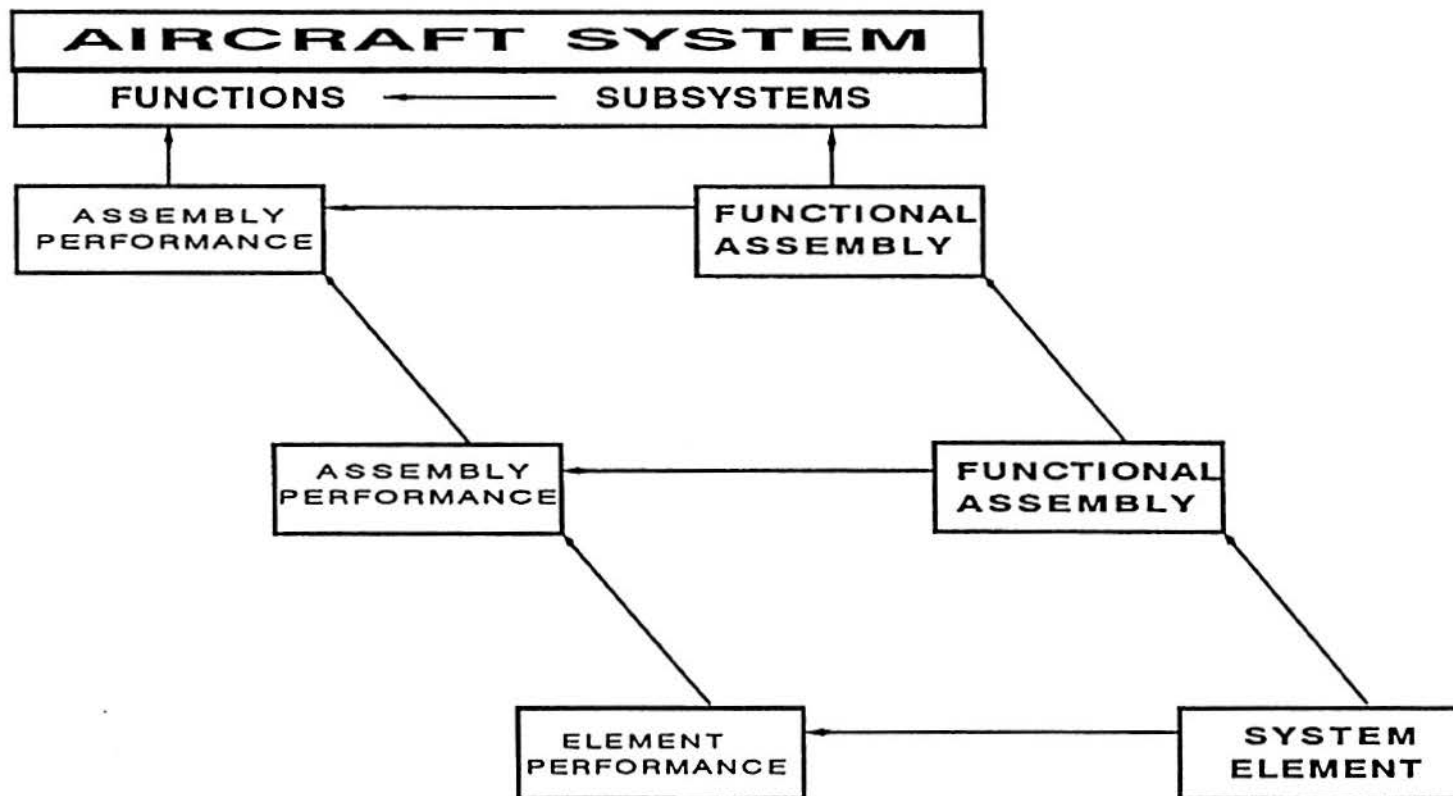 AIRCRAFT SYSTEM
FUNCTIONS
SUBSYSTEMS
ASSEMBLY
PERFORMANCE
FUNCTIONAL
ASSEMBLY
ASSEMBLY
PERFORMANCE
FUNCTIONAL
ASSEMBLY
ELEMENT
PERFORMANCE
SYSTEM
ELEMENT